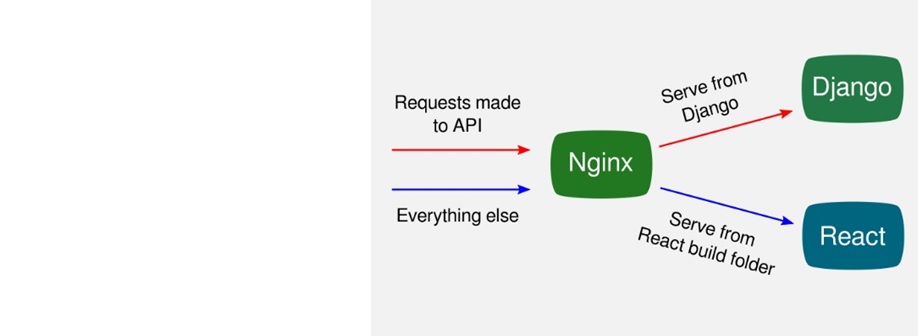 Requests made
to API
Everything else
Nginx
Serve from
Django
Serve from
React build folder
Django
React